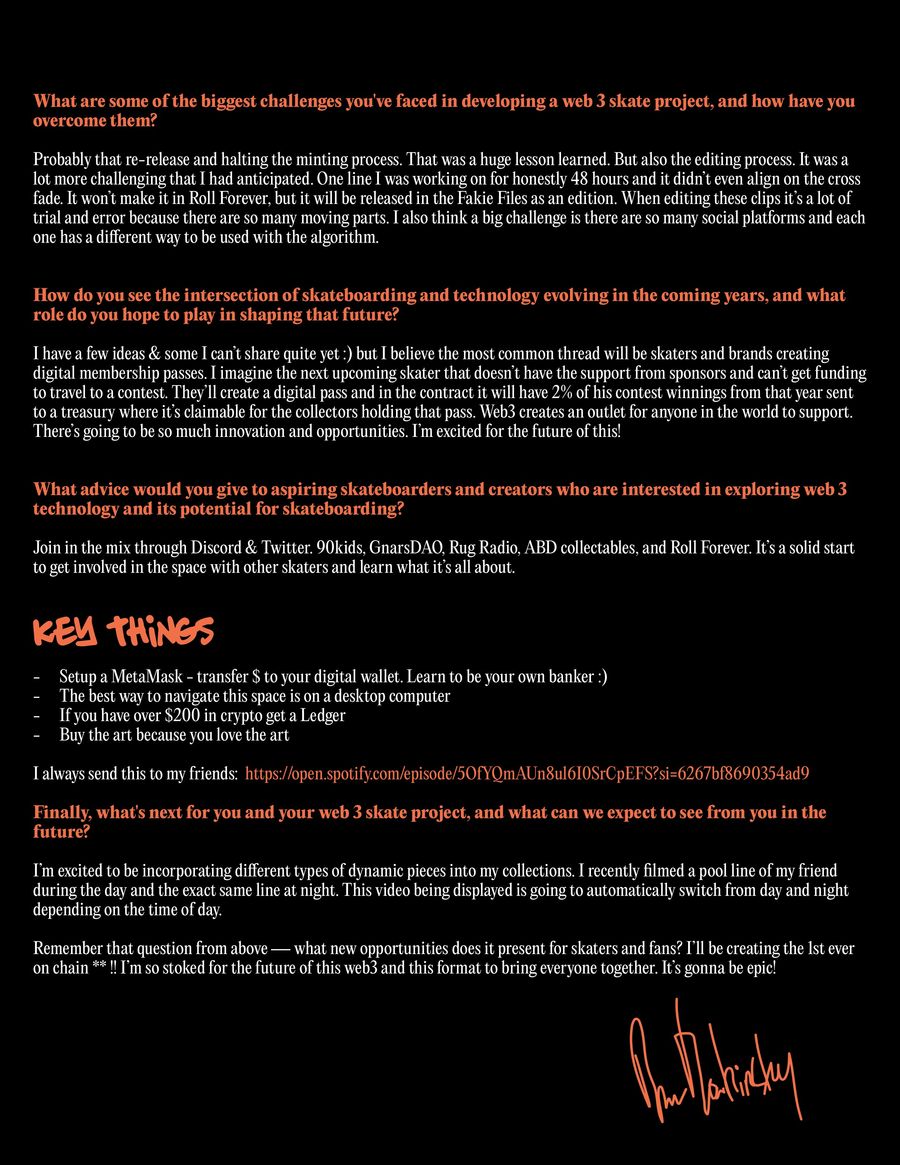 What are some of the biggest challenges you've faced in developing a web 3 skate project, and how have you
overcome them?
Probably that re-release and halting the minting process. That was a huge lesson learned. But also the editing process. It was a
lot more challenging that I had anticipated. One line I was working on for honestly 48 hours and it didn't even align on the cross
fade. It won't make it in Roll Forever, but it will be released in the Fakie Files as an edition. When editing these clips it's a lot of
trial and error because there are so many moving parts. I also think a big challenge is there are so many social platforms and each
one has a different way to be used with the algorithm.
How do you see the intersection of skateboarding and technology evolving in the coming years, and what
role do you hope to play in shaping that future?
I have a few ideas & some I can't share quite yet :) but I believe the most common thread will be skaters and brands creating
digital membership passes. I imagine the next upcoming skater that doesn't have the support from sponsors and can't get funding
to travel to a contest. They'll create a digital pass and in the contract it will have 2% of his contest winnings from that year sent
to a treasury where it's claimable for the collectors holding that pass. Web3 creates an outlet for anyone in the world to support.
There's going to be so much innovation and opportunities. I'm excited for the future of this!
What advice would you give to aspiring skateboarders and creators who are interested in exploring web 3
technology and its potential for skateboarding?
Join in the mix through Discord & Twitter. 90kids, GnarsDAO, Rug Radio, ABD collectables, and Roll Forever. It's a solid start
to get involved in the space with other skaters and learn what it's all about.
KEY THINGS
- Setup a MetaMask - transfer $ to your digital wallet. Learn to be your own banker :)
- The best way to navigate this space is on a desktop computer
- If you have over $200 in crypto get a Ledger
- Buy the art because you love the art
I always send this to my friends: https://open.spotify.com/episode/5OfYQmAUn8ul6I0SrCpEFS?si=6267bf8690354ad9
Finally, what's next for you and your web 3 skate project, and what can we expect to see from you in the
future?
I'm excited to be incorporating different types of dynamic pieces into my collections. I recently filmed a pool line of my friend
during the day and the exact same line at night. This video being displayed is going to automatically switch from day and night
depending on the time of day.
Remember that question from above — what new opportunities does it present for skaters and fans? I'll be creating the 1st ever
on chain ** !! I'm so stoked for the future of this web3 and this format to bring everyone together. It's gonna be epic!